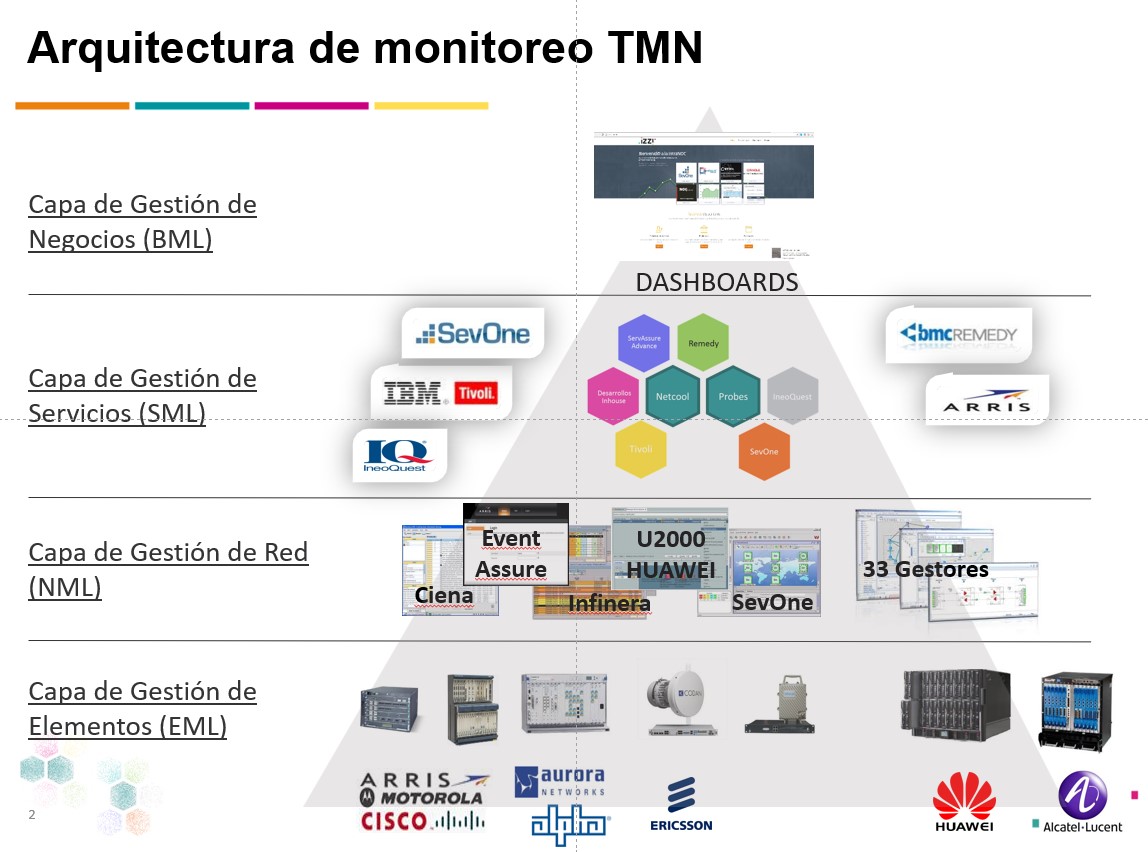 Arquitectura de monitoreo TMN
izzi
Capa de Gestión de
Negocios (BML)
DASHBOARDS
SevOne
IBM Tivoli.
IQ
IneoQuest
ServAssure
Advance
Remedy
Desarrollos
Inhouse
Netcool
Probes
IneoQuest
Tivoli
SevOne
bmcREMEDY
ARRIS
Capa de Gestión de
Servicios (SML)
Capa de Gestión de Red
(NML)
Event
Assure
Ciena
Infinera
U2000
HUAWEI
SevOne
33 Gestores
Capa de Gestión de
Elementos (EML)
CODAN
ARRIS
MOTOROLA
CISCO
aurora
NETWORKS
alpha
ERICSSON
HUAWEI
Alcatel·Lucent
2